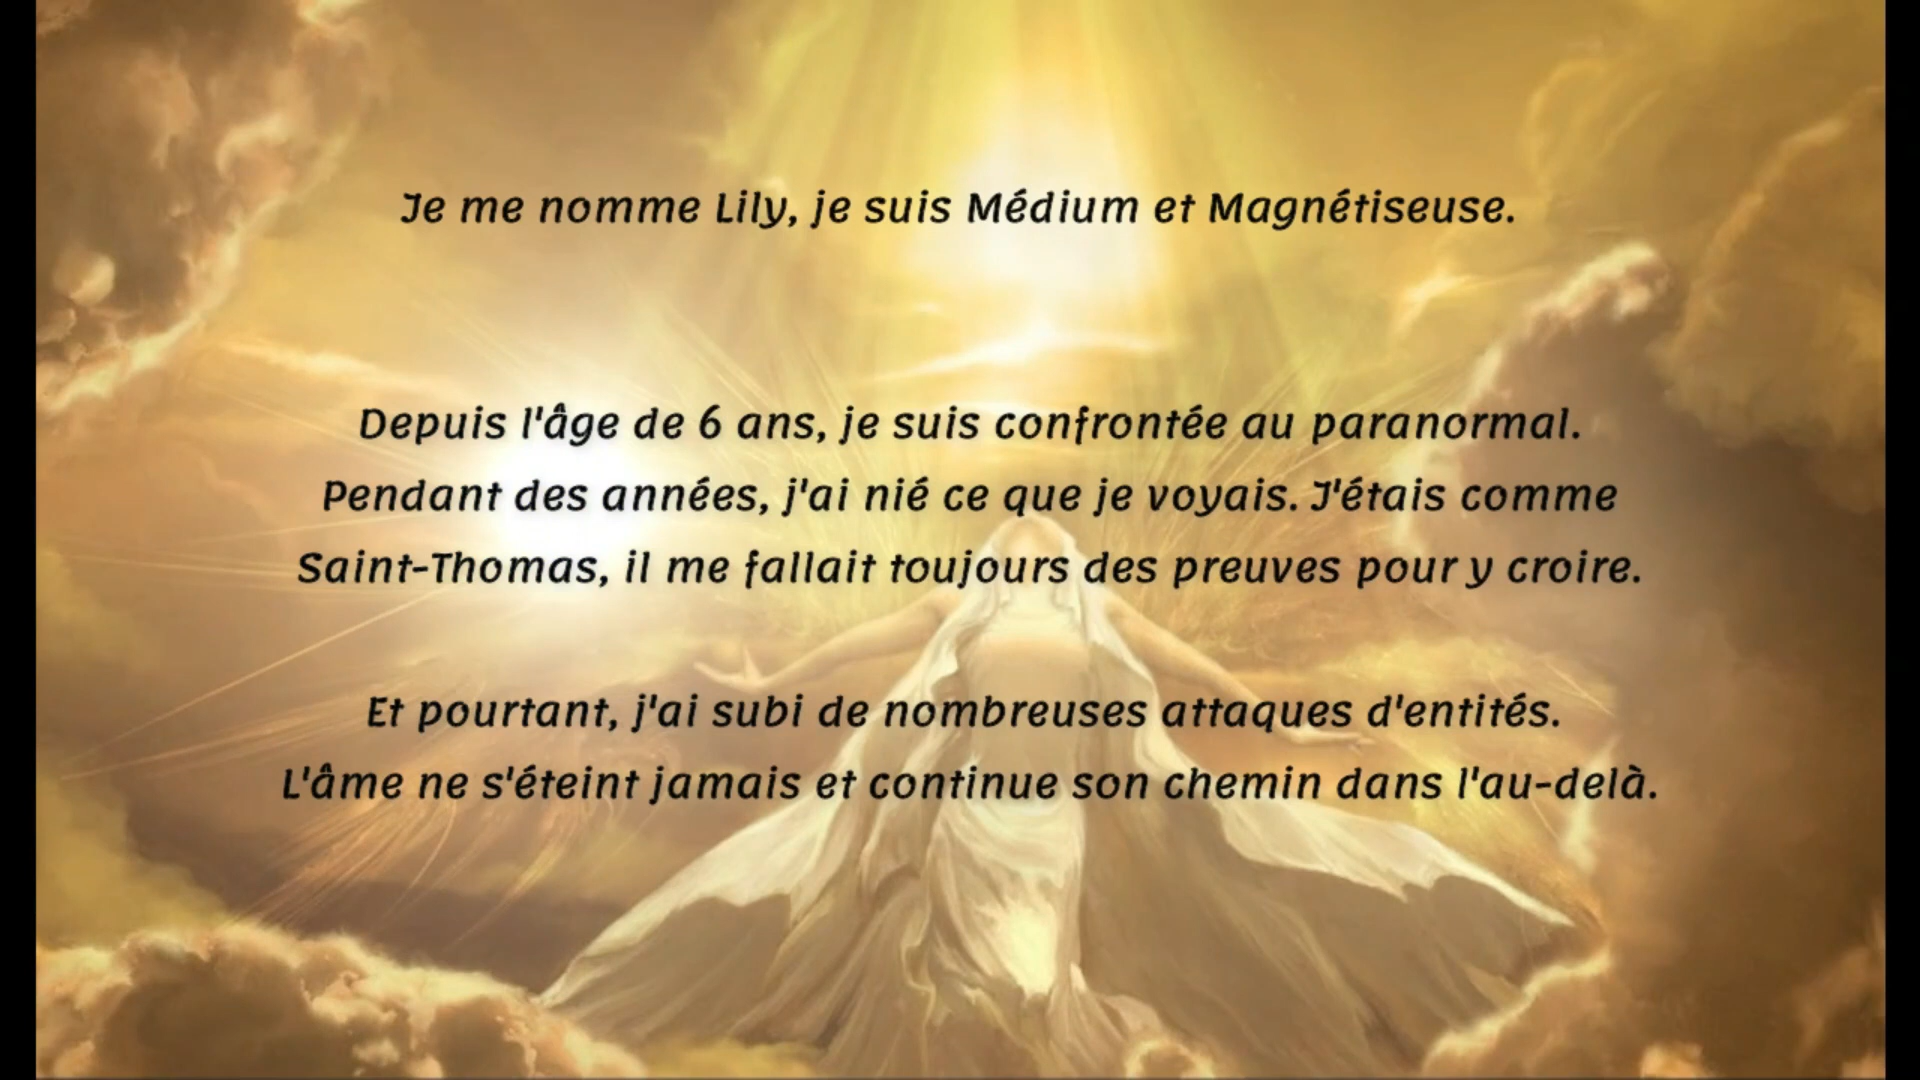 Je me nomme Lily, je suis Médium et Magnétiseuse.
Depuis l'âge de 6 ans, je suis confrontée au paranormal.
Pendant des années, j'ai nié ce que je voyais. J'étais comme
Saint-Thomas, il me fallait toujours des preuves pour y croire.
Et pourtant, j'ai subi de nombreuses attaques d'entités.
L'âme ne s'éteint jamais et continue son chemin dans l'au-delà.